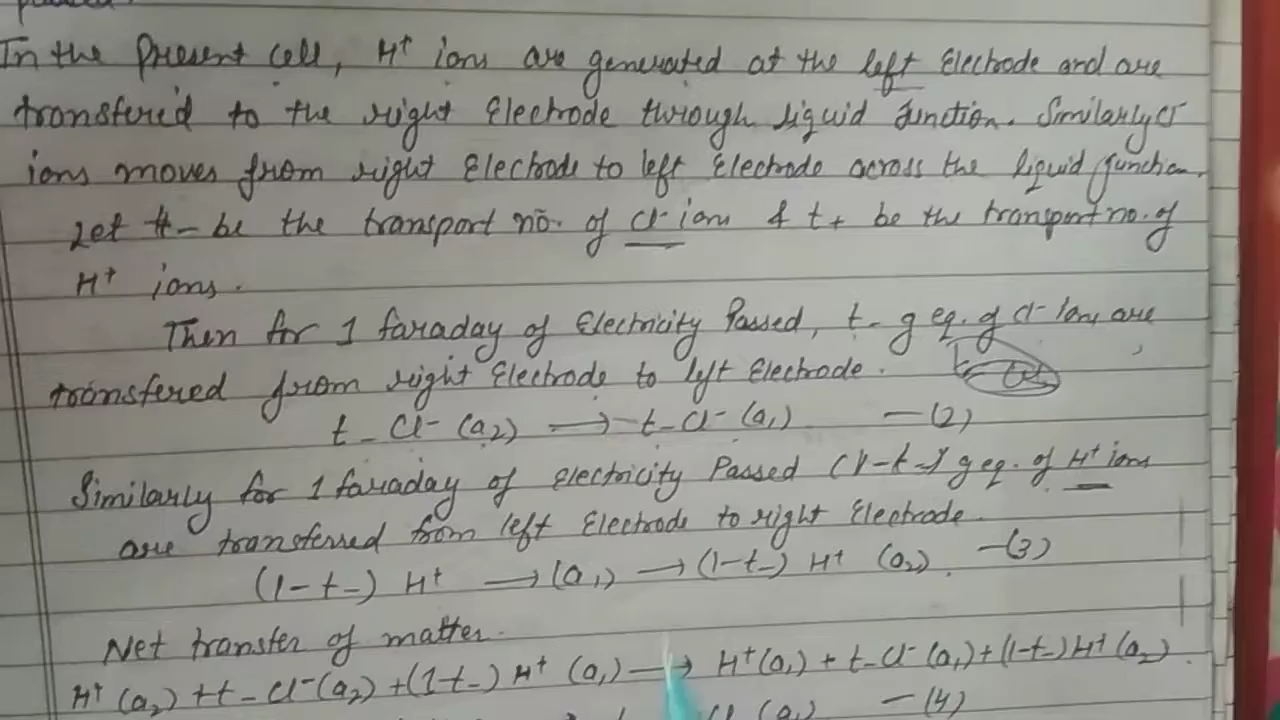 In the Present cell, H⁺ ions are generated at the left Electrode and are
transfered to the right Electrode through liquid Junction. Similarly Cl⁻
ions moves from right Electrode to left Electrode across the liquid junction.
Let t- be the transport no. of Cl- ions & t+ be the transport no. of
H⁺ ions.
Then for 1 faraday of Electricity Passed, t- g eq. of Cl- Ions are
transfered from right Electrode to left Electrode.
t- Cl- (a₂) → t- Cl- (a₁) —(2)
Similarly for 1 faraday of Electricity Passed (1-t-) g eq. of H⁺ ions
are transferred from left Electrode to right Electrode.
(1-t-) H⁺ → (a₁) → (1-t-) H⁺ (a₂) —(3)
Net transfer of matter.
H⁺(a₂) + t- Cl-(a₂) + (1-t-) H⁺ (a₁) → H⁺(a₁) + t- Cl- (a₁) + (1-t-) H⁺ (a₂).
(a₁) —(4)